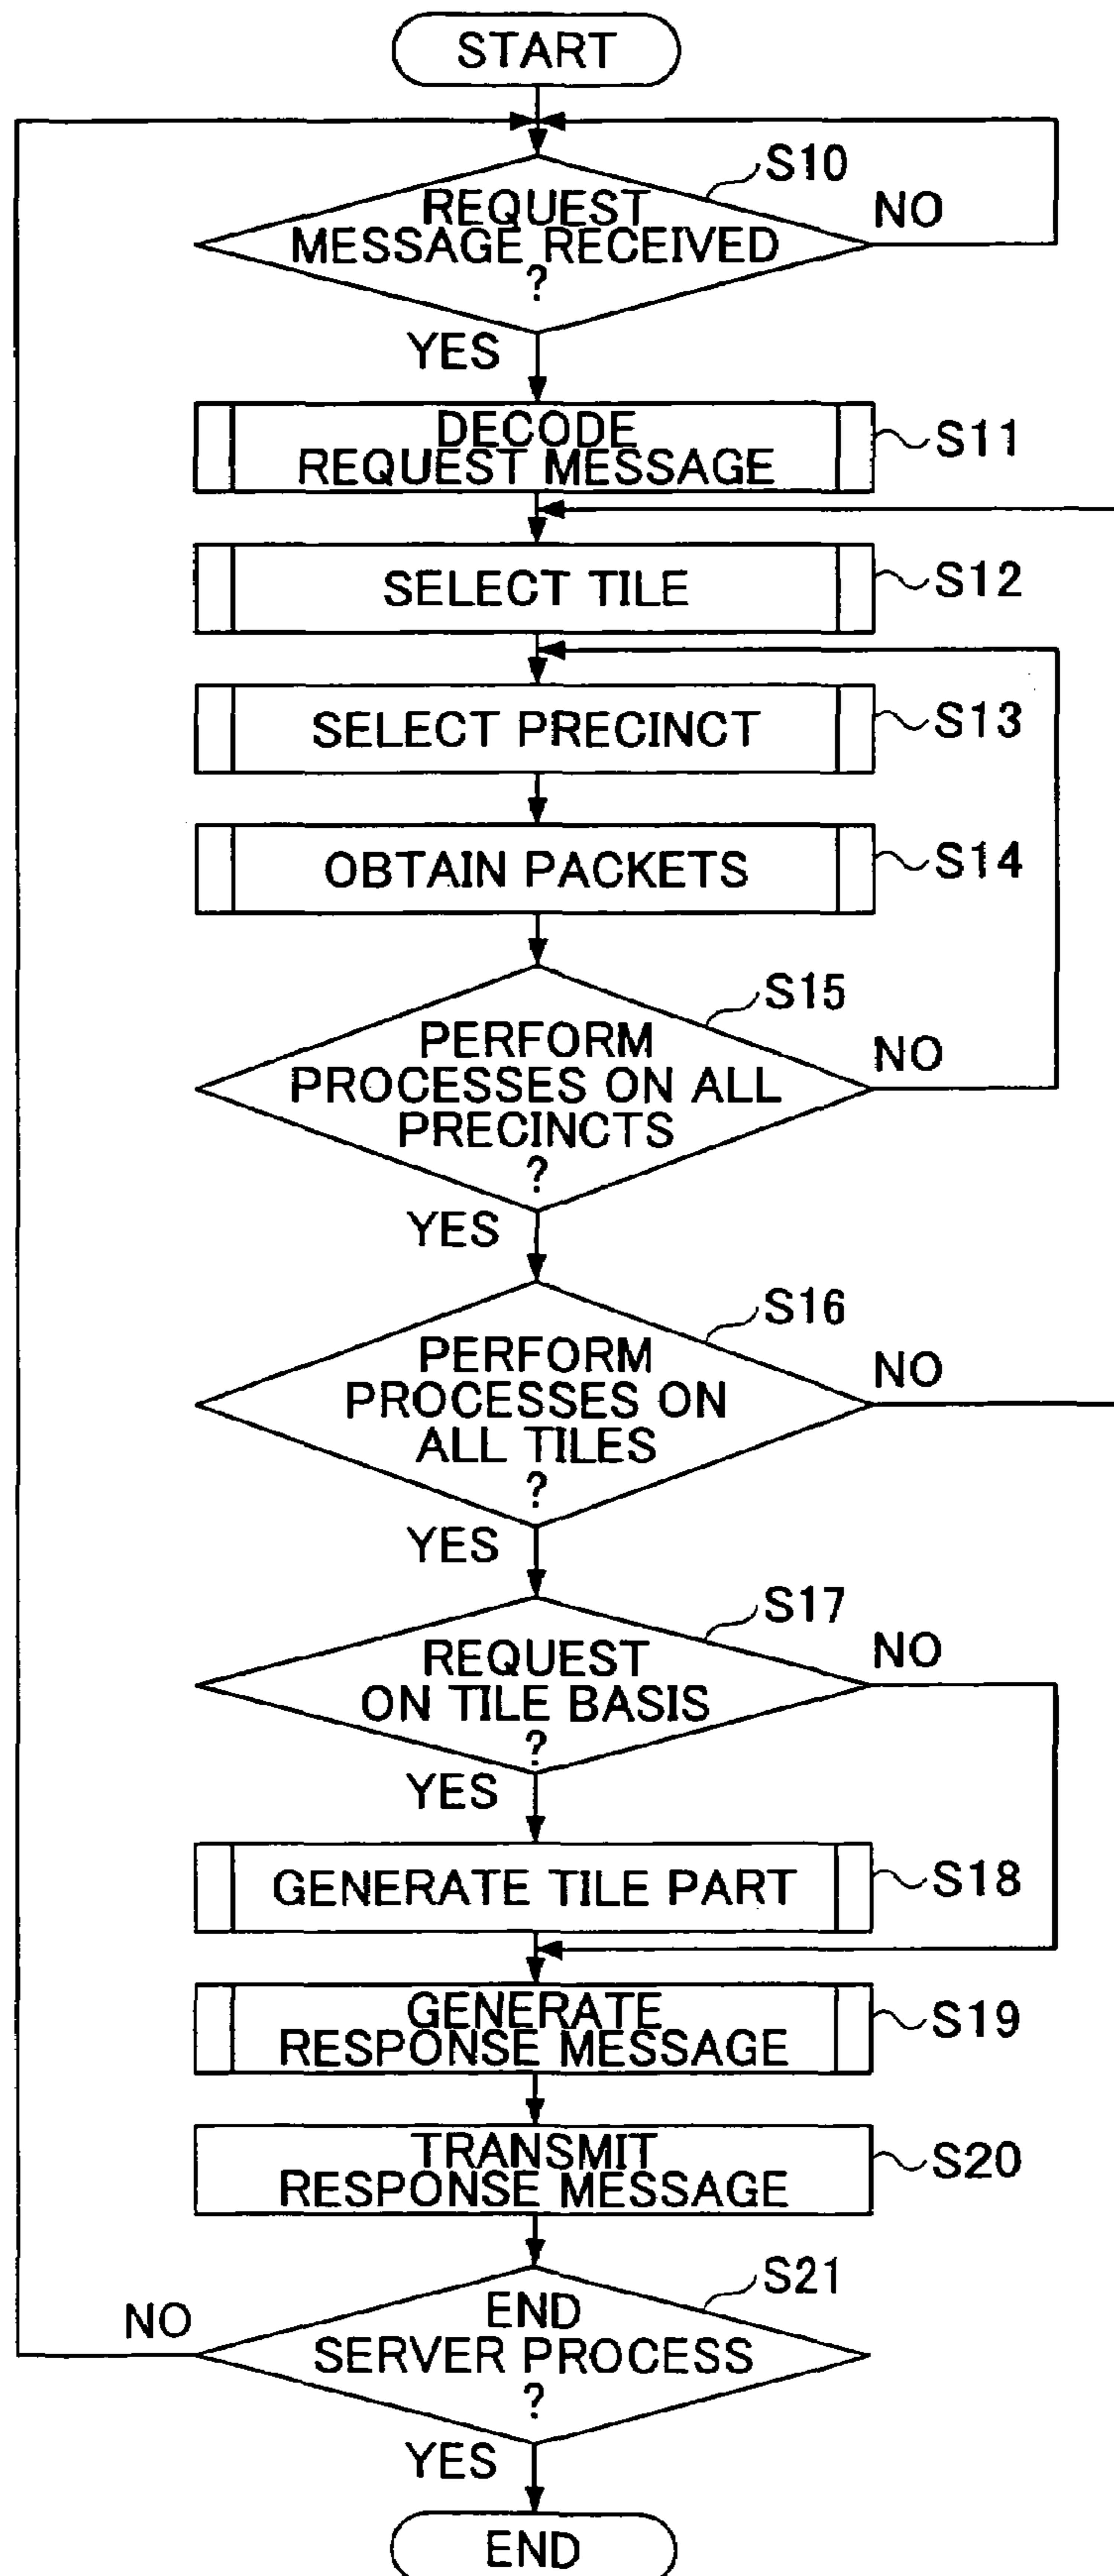 START
S10
REQUEST
MESSAGE RECEIVED
?
NO
YES
DECODE
REQUEST MESSAGE
S11
SELECT TILE
S12
SELECT PRECINCT
S13
OBTAIN PACKETS
S14
S15
PERFORM
PROCESSES ON ALL
PRECINCTS
?
NO
YES
S16
PERFORM
PROCESSES ON
ALL TILES
?
NO
YES
S17
REQUEST
ON TILE BASIS
?
NO
YES
GENERATE TILE PART
S18
GENERATE
RESPONSE MESSAGE
S19
TRANSMIT
RESPONSE MESSAGE
S20
S21
END
SERVER PROCESS
?
NO
YES
END